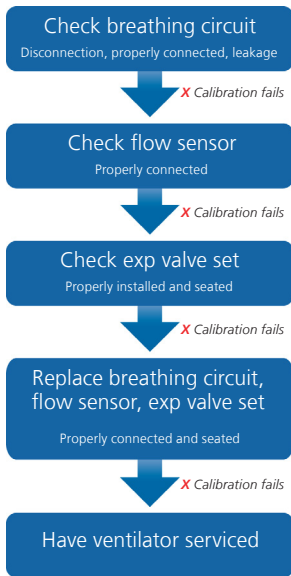 Check breathing circuit
Disconnection, properly connected, leakage
X Calibration fails
Check flow sensor
Properly connected
X Calibration fails
Check exp valve set
Properly installed and seated
X Calibration fails
Replace breathing circuit,
flow sensor, exp valve set
Properly connected and seated
X Calibration fails
Have ventilator serviced